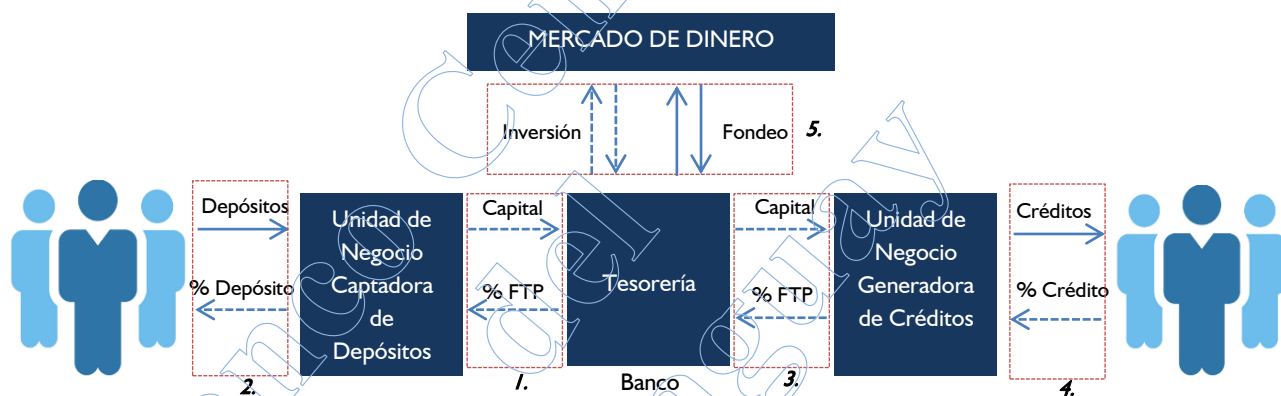 MERCADO DE DINERO
Inversión
Fondeo
5.
Depósitos
% Depósito
2.
Unidad de
Negocio
Captadora
de
Depósitos
Capital
% FTP
1.
Tesorería
Banco
Capital
% FTP
3.
Unidad de
Negocio
Generadora
de Créditos
Créditos
% Crédito
4.